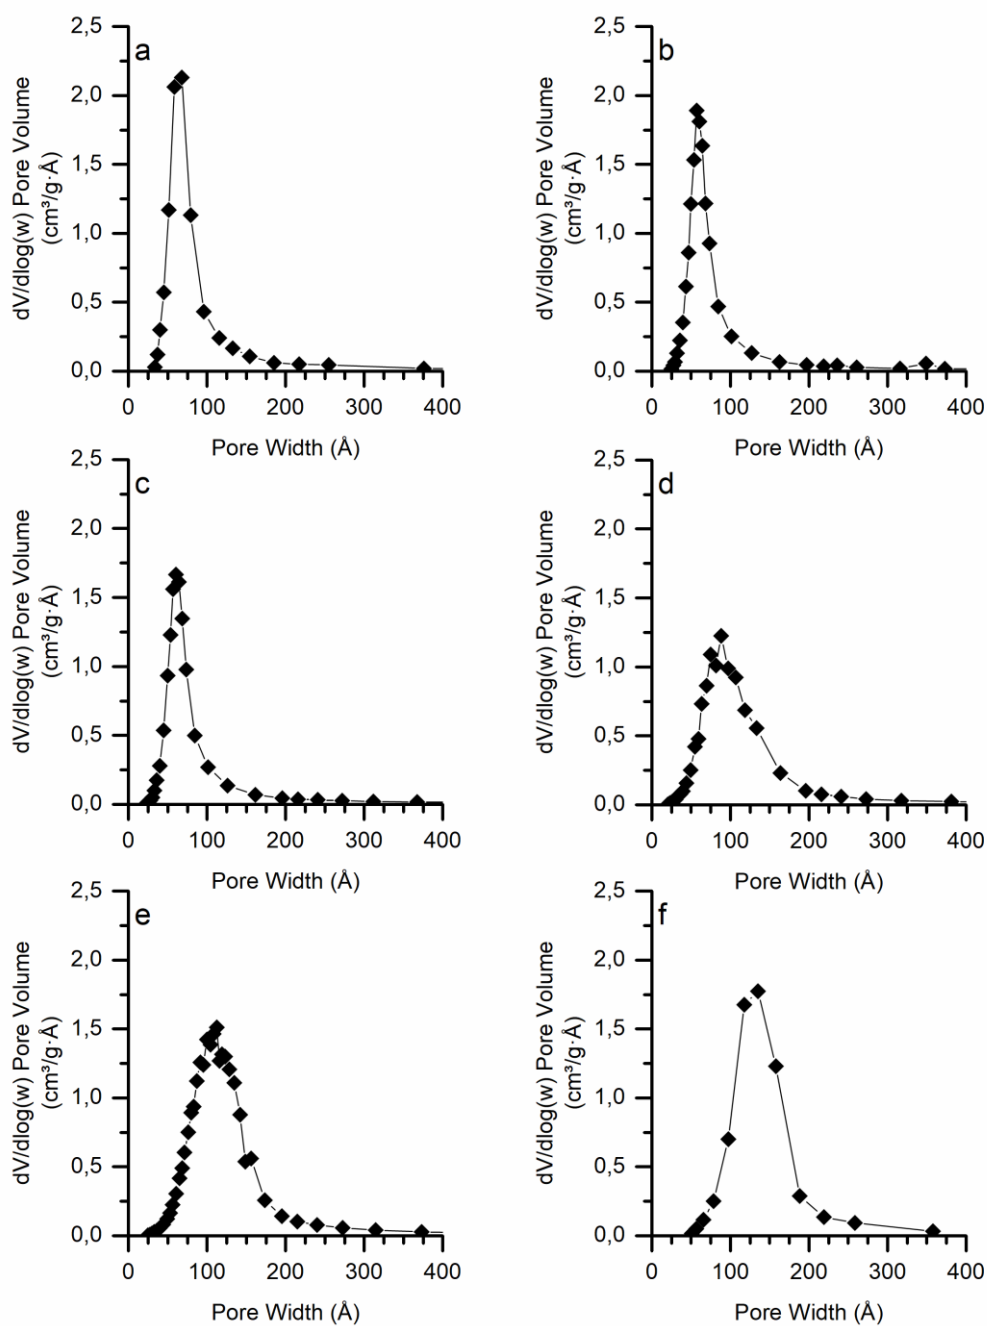 a
dV/dlog(w) Pore Volume
(cm³/g·Å)
2,5
2,0
1,5
1,0
0,5
0,0
0 100 200 300 400
Pore Width (Å)
b
dV/dlog(w) Pore Volume
(cm³/g·Å)
2,5
2,0
1,5
1,0
0,5
0,0
0 100 200 300 400
Pore Width (Å)
c
dV/dlog(w) Pore Volume
(cm³/g·Å)
2,5
2,0
1,5
1,0
0,5
0,0
0 100 200 300 400
Pore Width (Å)
d
dV/dlog(w) Pore Volume
(cm³/g·Å)
2,5
2,0
1,5
1,0
0,5
0,0
0 100 200 300 400
Pore Width (Å)
e
dV/dlog(w) Pore Volume
(cm³/g·Å)
2,5
2,0
1,5
1,0
0,5
0,0
0 100 200 300 400
Pore Width (Å)
f
dV/dlog(w) Pore Volume
(cm³/g·Å)
2,5
2,0
1,5
1,0
0,5
0,0
0 100 200 300 400
Pore Width (Å)